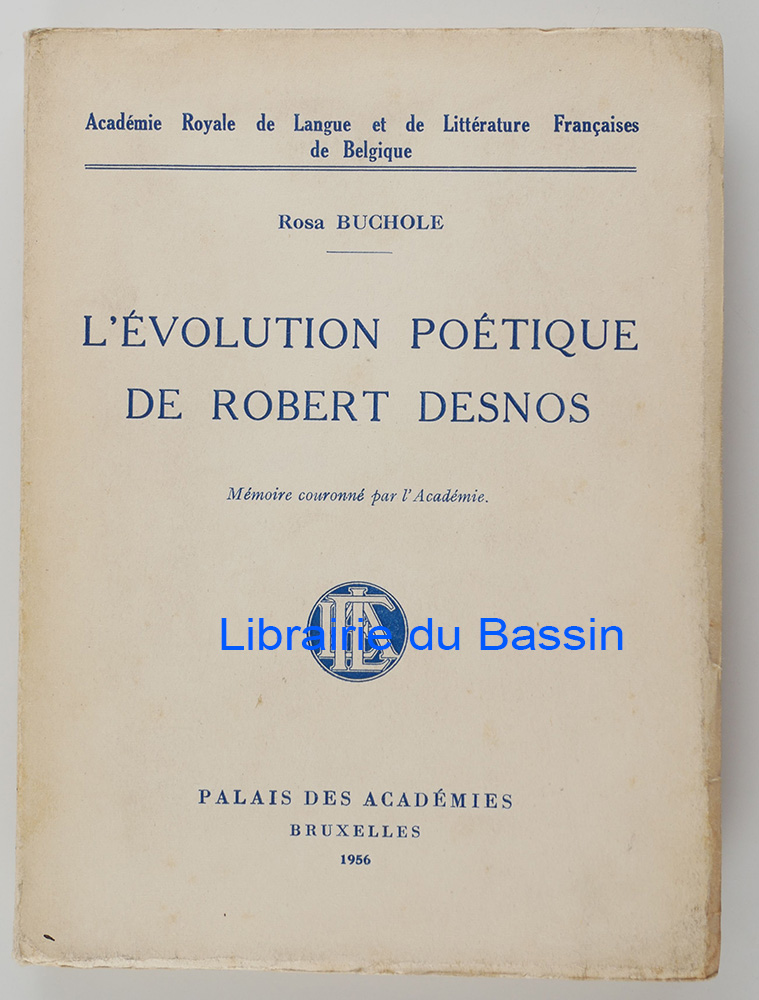 Académie Royale de Langue et de Littérature Françaises
de Belgique
Rosa BUCHOLE
L'ÉVOLUTION POÉTIQUE
DE ROBERT DESNOS
Mémoire couronné par l'Académie.
Librairie du Bassin
PALAIS DES ACADÉMIES
BRUXELLES
1956